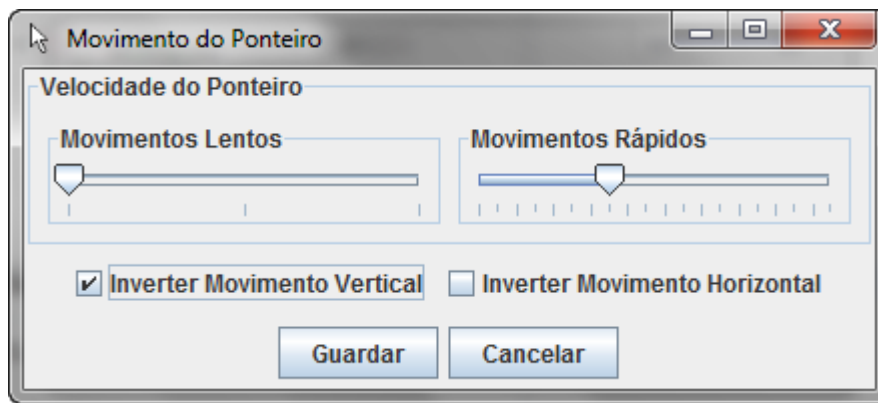 Movimento do Ponteiro
Velocidade do Ponteiro
Movimentos Lentos
Movimentos Rápidos
Inverter Movimento Vertical
Inverter Movimento Horizontal
Guardar
Cancelar